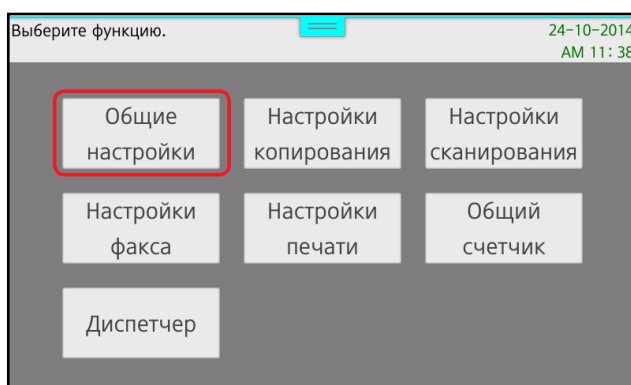 Выберите функцию.
24-10-2014
AM 11:38
Общие
настройки
Настройки
копирования
Настройки
сканирования
Настройки
факса
Настройки
печати
Общий
счетчик
Диспетчер